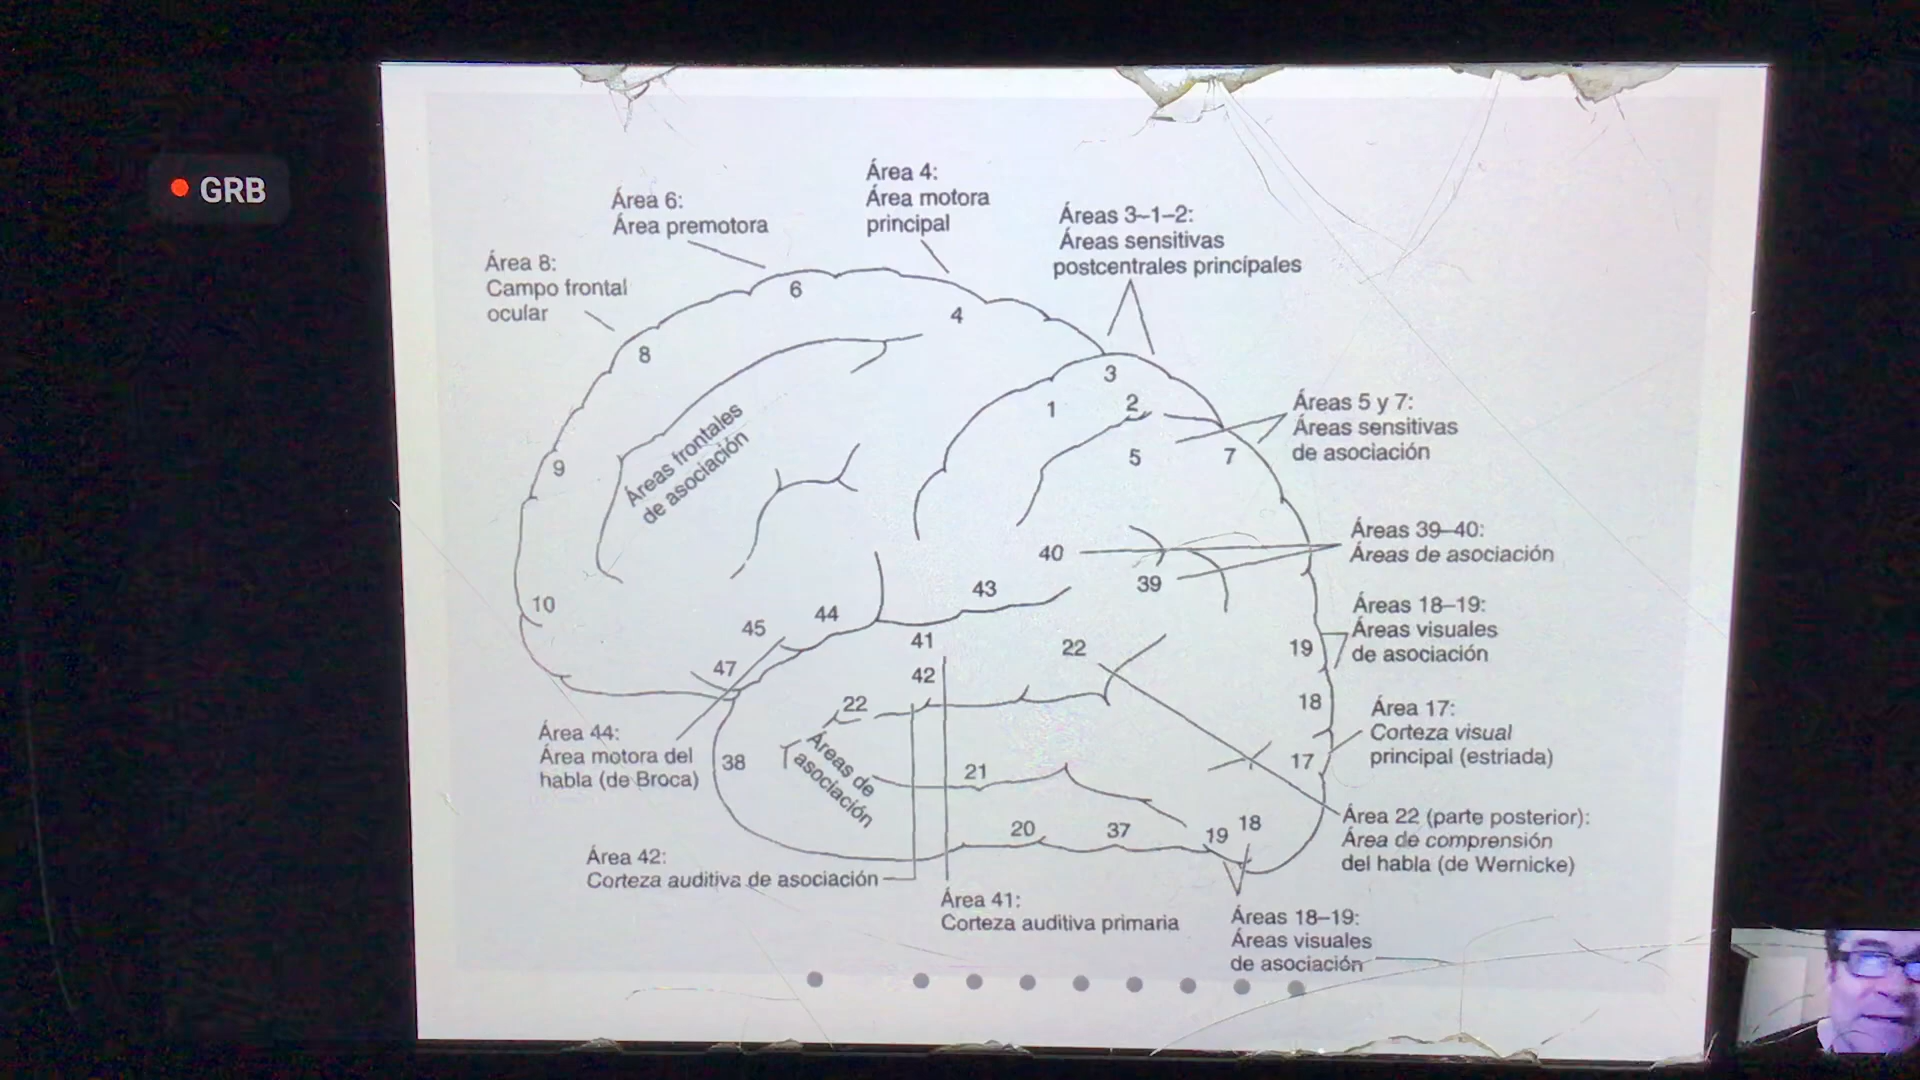 GRB
Área 4:
Área motora
principal
Área 6:
Área premotora
Áreas 3–1–2:
Áreas sensitivas
postcentrales principales
Área 8:
Campo frontal
ocular
6
4
8
3
1
2
Áreas 5 y 7:
Áreas sensitivas
de asociación
Áreas frontales
de asociación
9
5
7
Áreas 39–40:
Áreas de asociación
40
39
43
10
44
45
41
Áreas 18–19:
Áreas visuales
de asociación
22
19
47
42
22
18
Área 17:
Corteza visual
principal (estriada)
Área 44:
Área motora del
habla (de Broca)
38
Áreas de
asociación
21
17
20
37
19
18
Área 22 (parte posterior):
Área de comprensión
del habla (de Wernicke)
Área 42:
Corteza auditiva de asociación
Área 41:
Corteza auditiva primaria
Áreas 18–19:
Áreas visuales
de asociación